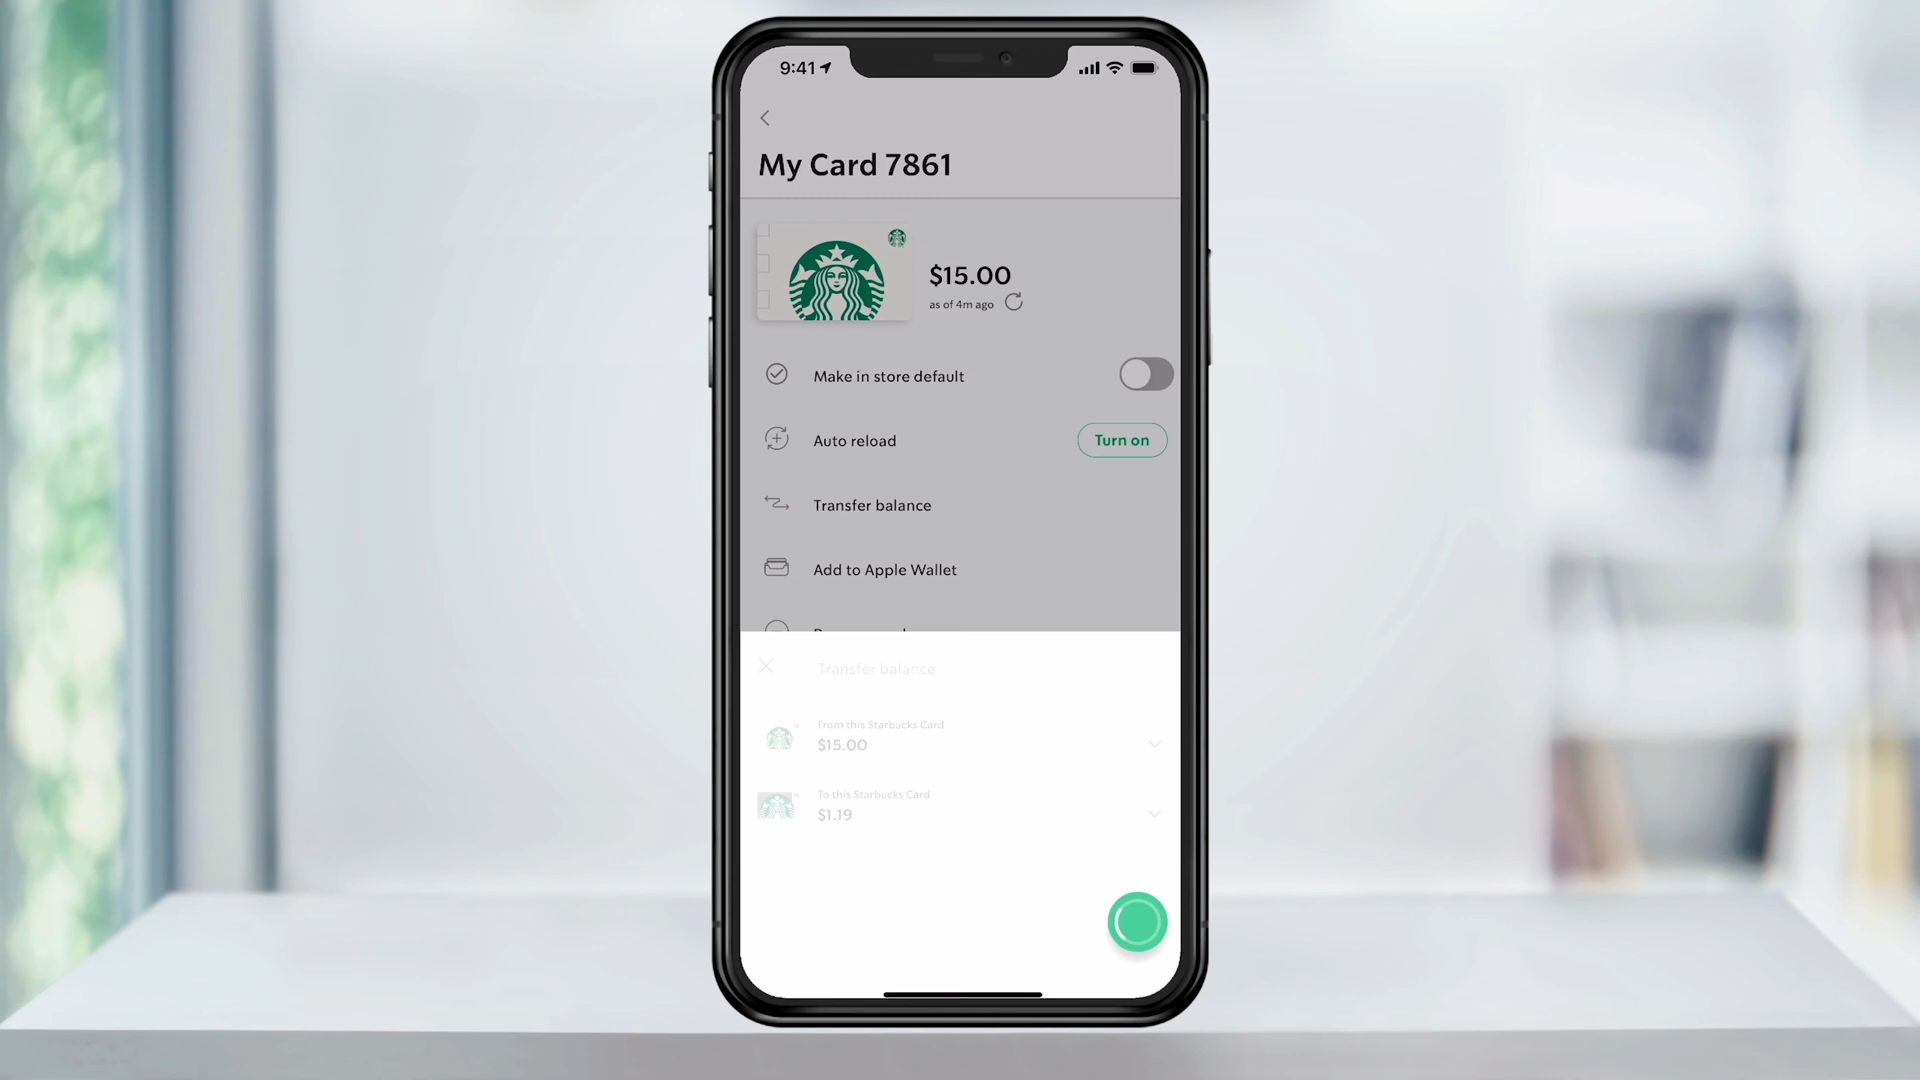 9:41
My Card 7861
$15.00
as of 4m ago
Make in store default
Auto reload
Turn on
Transfer balance
Add to Apple Wallet
Transfer balance
From this Starbucks Card
$15.00
To this Starbucks Card
$1.19